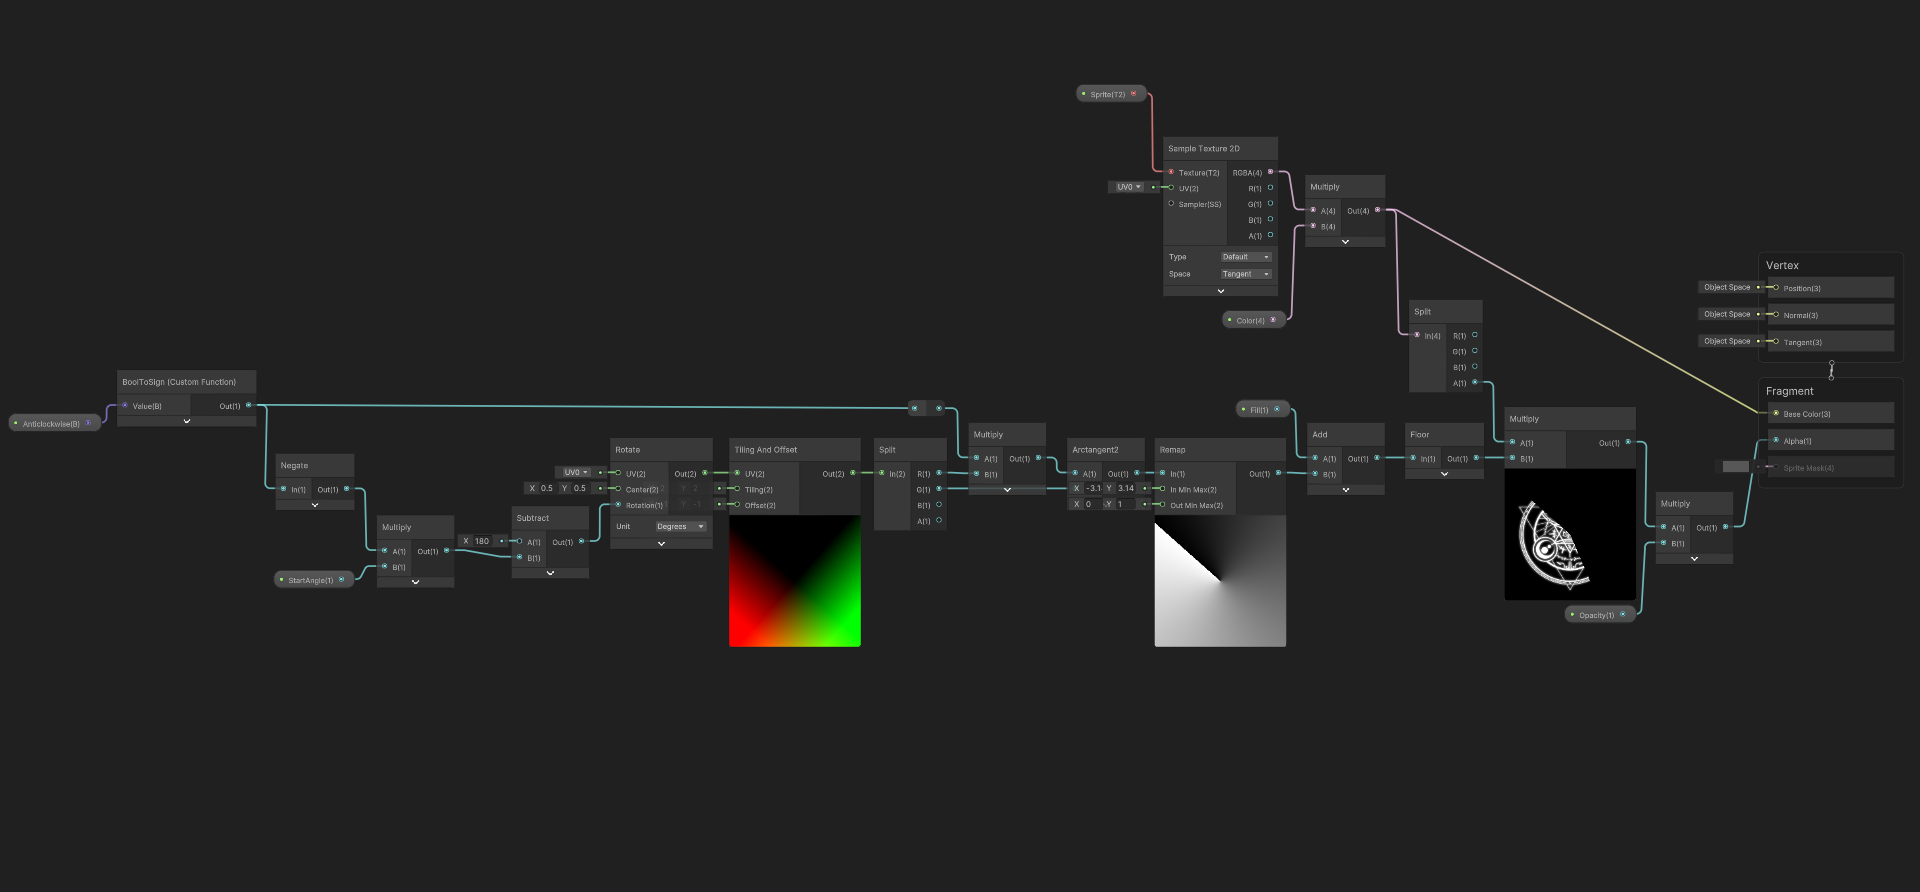 Sprite(T2)
Sample Texture 2D
Texture(T2) RGBA(4)
UV0 UV(2) R(1)
Sampler(SS) G(1)
B(1)
A(1)
Type Default
Space Tangent
Multiply
A(4) Out(4)
B(4)
Color(4)
Split
In(4) R(1)
G(1)
B(1)
A(1)
Vertex
Object Space Position(3)
Object Space Normal(3)
Object Space Tangent(3)
Fragment
Base Color(3)
Alpha(1)
Sprite Mask(4)
Anticlockwise(B)
BoolToSign (Custom Function)
Value(B) Out(1)
Negate
In(1) Out(1)
StartAngle(1)
Multiply
A(1) Out(1)
B(1)
Subtract
X 180 A(1) Out(1)
B(1)
Rotate
UV0 UV(2) Out(2)
X 0.5 Y 0.5 Center(2)
Rotation(1)
Unit Degrees
Tiling And Offset
UV(2) Out(2)
Y 2 Tiling(2)
Y -1 Offset(2)
Split
In(2) R(1)
G(1)
B(1)
A(1)
Multiply
A(1) Out(1)
B(1)
Arctangent2
A(1) Out(1)
Remap
In(1) Out(1)
X -3.1 Y 3.14 In Min Max(2)
X 0 Y 1 Out Min Max(2)
Fill(1)
Add
A(1) Out(1)
B(1)
Floor
In(1) Out(1)
Multiply
A(1) Out(1)
B(1)
Opacity(1)
Multiply
A(1) Out(1)
B(1)